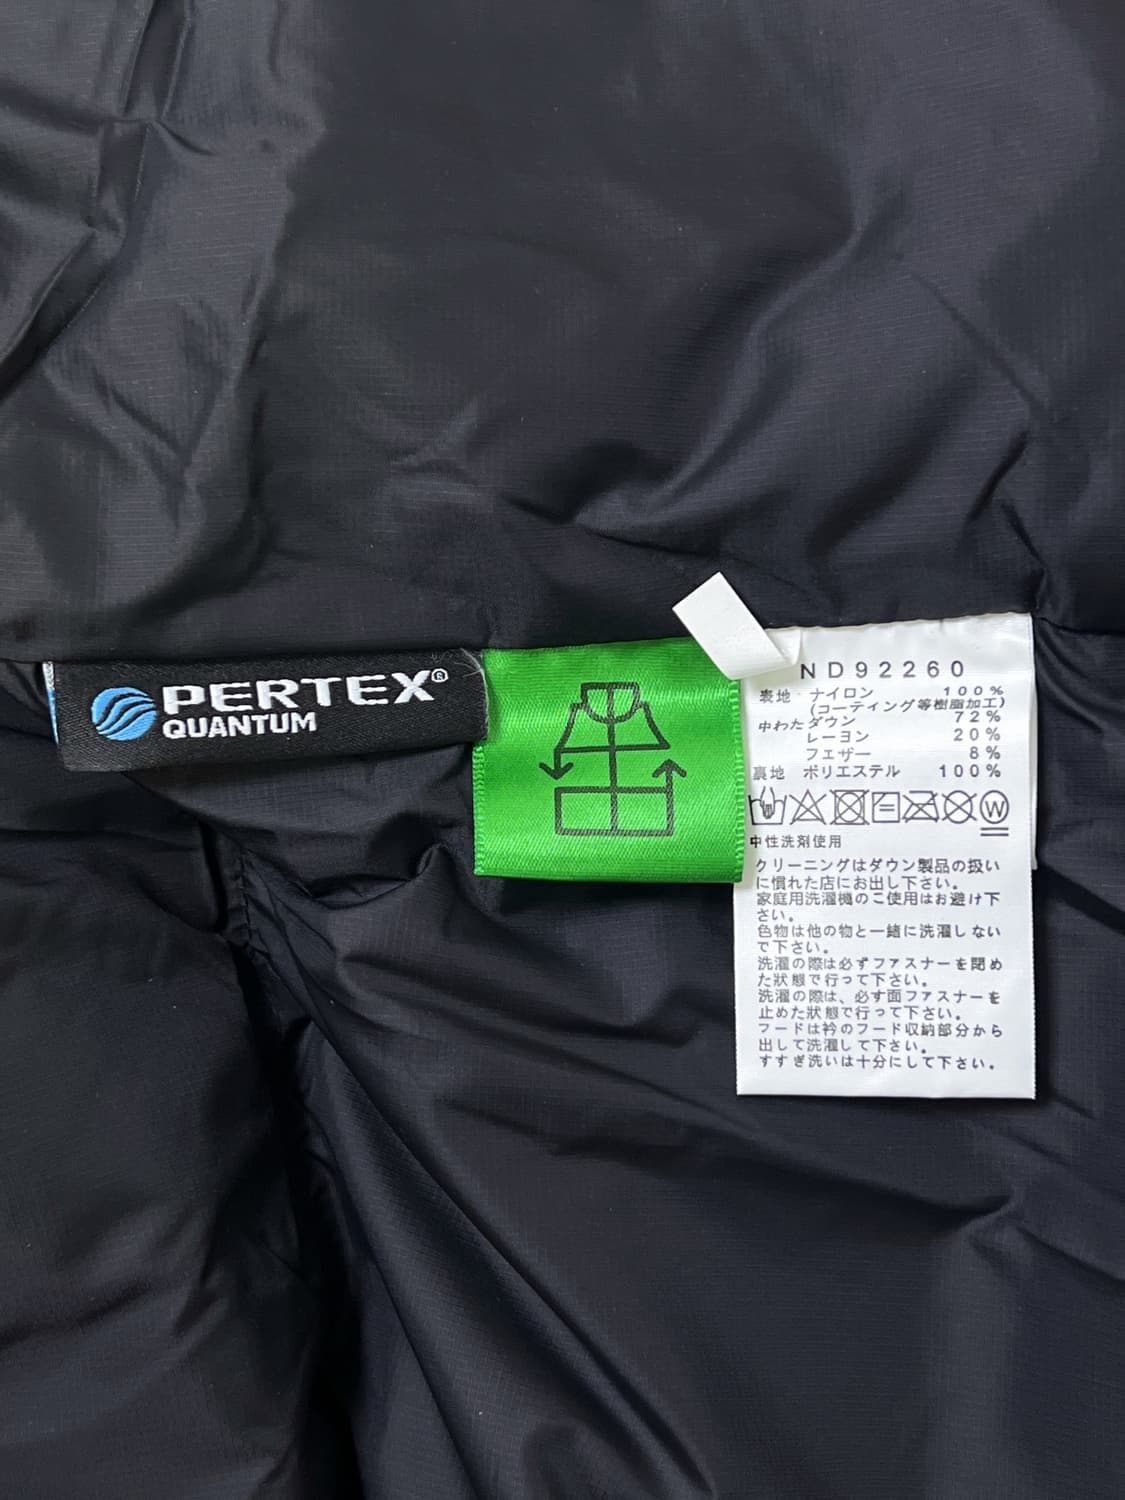 PERTEX®
QUANTUM
ND92260
表地 ナイロン 100%
(コーティング等樹脂加工)
中わた ダウン 72%
レーヨン 20%
フェザー 8%
裏地 ポリエステル 100%
W
中性洗剤使用
クリーニングはダウン製品の扱い
に慣れた店にお出し下さい。
家庭用洗濯機のご使用はお避け下
さい。
色物は他の物と一緒に洗濯しない
で下さい。
洗濯の際は必ずファスナーを閉め
た状態で行って下さい。
洗濯の際は、必ず面ファスナーを
止めた状態で行って下さい。
フードは衿のフード収納部分から
出して洗濯して下さい。
すすぎ洗いは十分にして下さい。